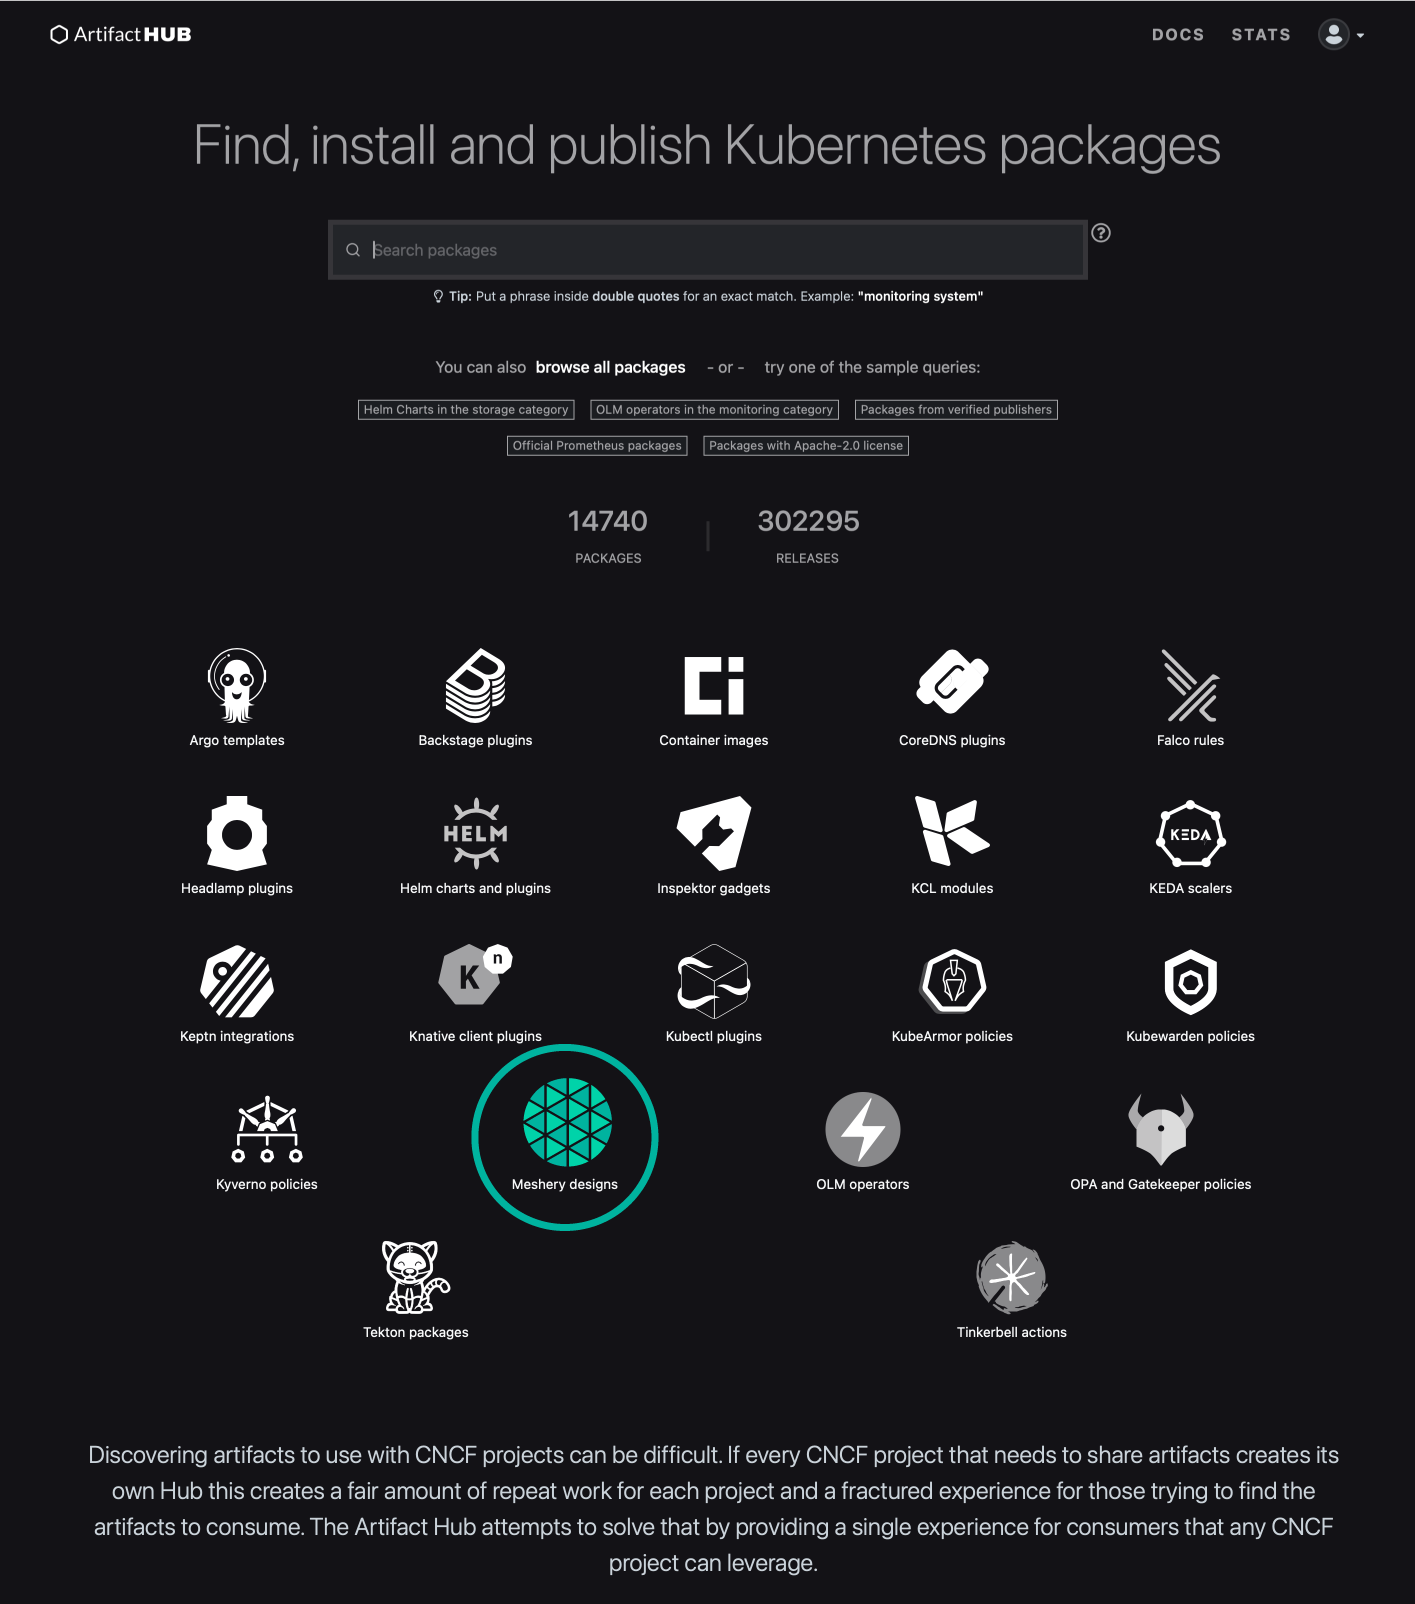 ArtifactHUB
DOCS STATS
Find, install and publish Kubernetes packages
Search packages
?
Tip: Put a phrase inside double quotes for an exact match. Example: "monitoring system"
You can also browse all packages - or - try one of the sample queries:
Helm Charts in the storage category OLM operators in the monitoring category Packages from verified publishers
Official Prometheus packages Packages with Apache-2.0 license
14740 302295
PACKAGES RELEASES
Ci
Argo templates Backstage plugins Container images CoreDNS plugins Falco rules
HELM KEDA
Headlamp plugins Helm charts and plugins Inspektor gadgets KCL modules KEDA scalers
K n
Keptn integrations Knative client plugins Kubectl plugins KubeArmor policies Kubewarden policies
Kyverno policies Meshery designs OLM operators OPA and Gatekeeper policies
Tekton packages Tinkerbell actions
Discovering artifacts to use with CNCF projects can be difficult. If every CNCF project that needs to share artifacts creates its
own Hub this creates a fair amount of repeat work for each project and a fractured experience for those trying to find the
artifacts to consume. The Artifact Hub attempts to solve that by providing a single experience for consumers that any CNCF
project can leverage.